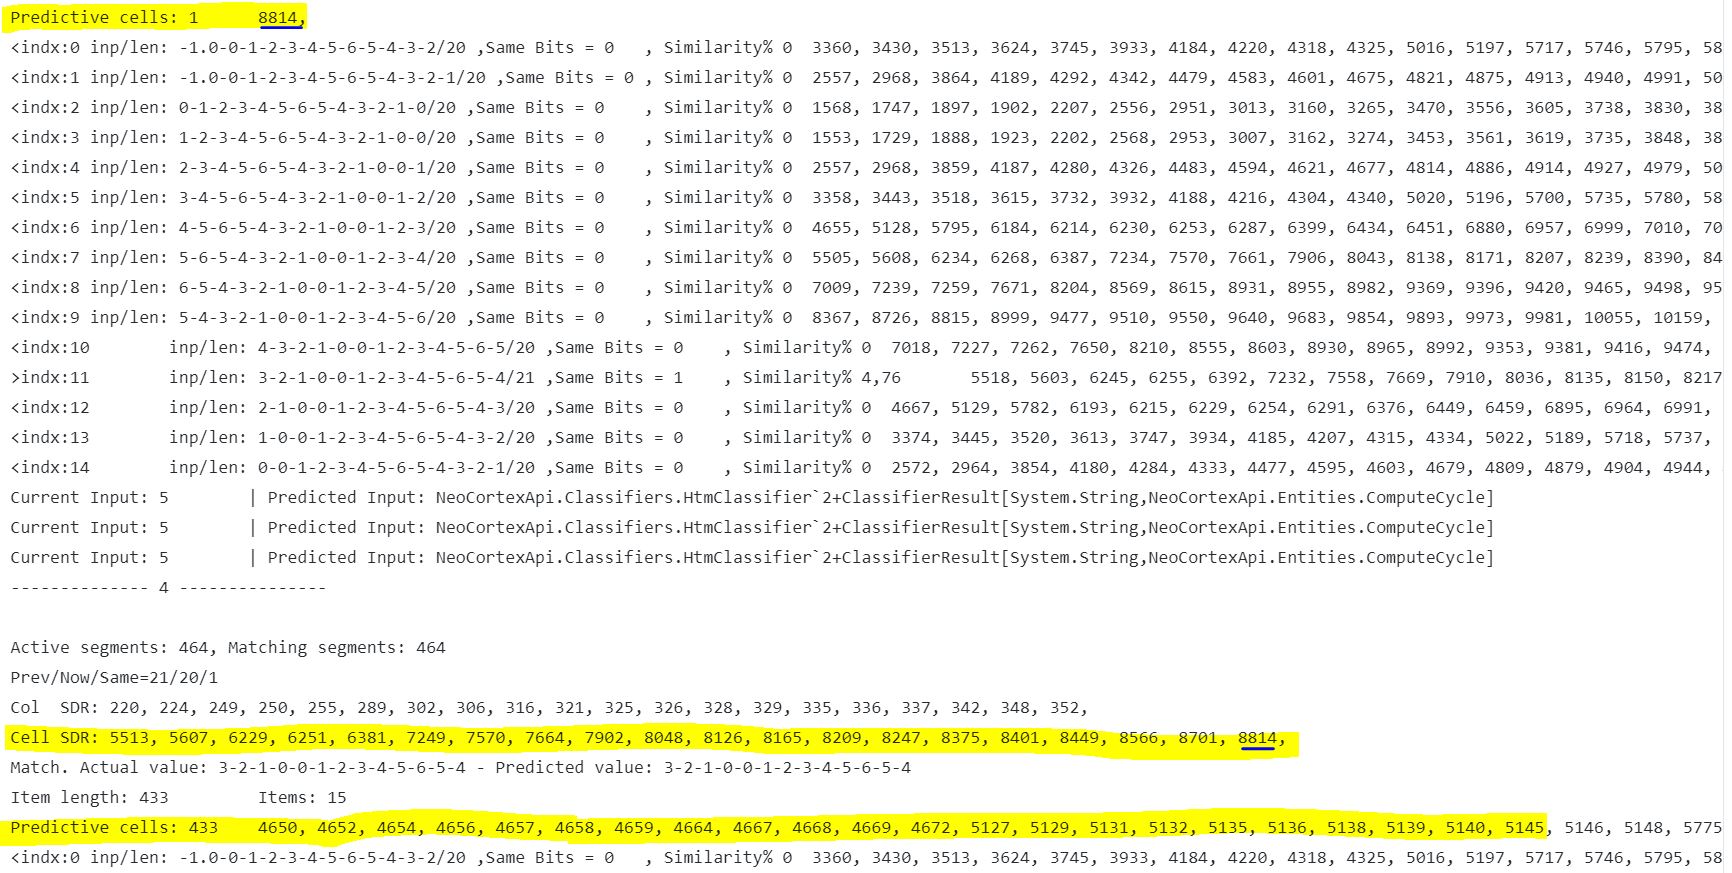 Predictive cells: 1 8814,
<indx:0 inp/len: -1.0-0-1-2-3-4-5-6-5-4-3-2/20 ,Same Bits = 0 , Similarity% 0 3360, 3430, 3513, 3624, 3745, 3933, 4184, 4220, 4318, 4325, 5016, 5197, 5717, 5746, 5795, 58
<indx:1 inp/len: -1.0-0-1-2-3-4-5-6-5-4-3-2-1/20 ,Same Bits = 0 , Similarity% 0 2557, 2968, 3864, 4189, 4292, 4342, 4479, 4583, 4601, 4675, 4821, 4875, 4913, 4940, 4991, 50
<indx:2 inp/len: 0-1-2-3-4-5-6-5-4-3-2-1-0/20 ,Same Bits = 0 , Similarity% 0 1568, 1747, 1897, 1902, 2207, 2556, 2951, 3013, 3160, 3265, 3470, 3556, 3605, 3738, 3830, 38
<indx:3 inp/len: 1-2-3-4-5-6-5-4-3-2-1-0-0/20 ,Same Bits = 0 , Similarity% 0 1553, 1729, 1888, 1923, 2202, 2568, 2953, 3007, 3162, 3274, 3453, 3561, 3619, 3735, 3848, 38
<indx:4 inp/len: 2-3-4-5-6-5-4-3-2-1-0-0-1/20 ,Same Bits = 0 , Similarity% 0 2557, 2968, 3859, 4187, 4280, 4326, 4483, 4594, 4621, 4677, 4814, 4886, 4914, 4927, 4979, 50
<indx:5 inp/len: 3-4-5-6-5-4-3-2-1-0-0-1-2/20 ,Same Bits = 0 , Similarity% 0 3358, 3443, 3518, 3615, 3732, 3932, 4188, 4216, 4304, 4340, 5020, 5196, 5700, 5735, 5780, 58
<indx:6 inp/len: 4-5-6-5-4-3-2-1-0-0-1-2-3/20 ,Same Bits = 0 , Similarity% 0 4655, 5128, 5795, 6184, 6214, 6230, 6253, 6287, 6399, 6434, 6451, 6880, 6957, 6999, 7010, 70
<indx:7 inp/len: 5-6-5-4-3-2-1-0-0-1-2-3-4/20 ,Same Bits = 0 , Similarity% 0 5505, 5608, 6234, 6268, 6387, 7234, 7570, 7661, 7906, 8043, 8138, 8171, 8207, 8239, 8390, 84
<indx:8 inp/len: 6-5-4-3-2-1-0-0-1-2-3-4-5/20 ,Same Bits = 0 , Similarity% 0 7009, 7239, 7259, 7671, 8204, 8569, 8615, 8931, 8955, 8982, 9369, 9396, 9420, 9465, 9498, 95
<indx:9 inp/len: 5-4-3-2-1-0-0-1-2-3-4-5-6/20 ,Same Bits = 0 , Similarity% 0 8367, 8726, 8815, 8999, 9477, 9510, 9550, 9640, 9683, 9854, 9893, 9973, 9981, 10055, 10159,
<indx:10 inp/len: 4-3-2-1-0-0-1-2-3-4-5-6-5/20 ,Same Bits = 0 , Similarity% 0 7018, 7227, 7262, 7650, 8210, 8555, 8603, 8930, 8965, 8992, 9353, 9381, 9416, 9474,
>indx:11 inp/len: 3-2-1-0-0-1-2-3-4-5-6-5-4/21 ,Same Bits = 1 , Similarity% 4,76 5518, 5603, 6245, 6255, 6392, 7232, 7558, 7669, 7910, 8036, 8135, 8150, 8217
<indx:12 inp/len: 2-1-0-0-1-2-3-4-5-6-5-4-3/20 ,Same Bits = 0 , Similarity% 0 4667, 5129, 5782, 6193, 6215, 6229, 6254, 6291, 6376, 6449, 6459, 6895, 6964, 6991,
<indx:13 inp/len: 1-0-0-1-2-3-4-5-6-5-4-3-2/20 ,Same Bits = 0 , Similarity% 0 3374, 3445, 3520, 3613, 3747, 3934, 4185, 4207, 4315, 4334, 5022, 5189, 5718, 5737,
<indx:14 inp/len: 0-0-1-2-3-4-5-6-5-4-3-2-1/20 ,Same Bits = 0 , Similarity% 0 2572, 2964, 3854, 4180, 4284, 4333, 4477, 4595, 4603, 4679, 4809, 4879, 4904, 4944,
Current Input: 5 | Predicted Input: NeoCortexApi.Classifiers.HtmClassifier`2+ClassifierResult[System.String,NeoCortexApi.Entities.ComputeCycle]
Current Input: 5 | Predicted Input: NeoCortexApi.Classifiers.HtmClassifier`2+ClassifierResult[System.String,NeoCortexApi.Entities.ComputeCycle]
Current Input: 5 | Predicted Input: NeoCortexApi.Classifiers.HtmClassifier`2+ClassifierResult[System.String,NeoCortexApi.Entities.ComputeCycle]
-------------- 4 ---------------
Active segments: 464, Matching segments: 464
Prev/Now/Same=21/20/1
Col SDR: 220, 224, 249, 250, 255, 289, 302, 306, 316, 321, 325, 326, 328, 329, 335, 336, 337, 342, 348, 352,
Cell SDR: 5513, 5607, 6229, 6251, 6381, 7249, 7570, 7664, 7902, 8048, 8126, 8165, 8209, 8247, 8375, 8401, 8449, 8566, 8701, 8814,
Match. Actual value: 3-2-1-0-0-1-2-3-4-5-6-5-4 - Predicted value: 3-2-1-0-0-1-2-3-4-5-6-5-4
Item length: 433 Items: 15
Predictive cells: 433 4650, 4652, 4654, 4656, 4657, 4658, 4659, 4664, 4667, 4668, 4669, 4672, 5127, 5129, 5131, 5132, 5135, 5136, 5138, 5139, 5140, 5145, 5146, 5148, 5775
<indx:0 inp/len: -1.0-0-1-2-3-4-5-6-5-4-3-2/20 ,Same Bits = 0 , Similarity% 0 3360, 3430, 3513, 3624, 3745, 3933, 4184, 4220, 4318, 4325, 5016, 5197, 5717, 5746, 5795, 58